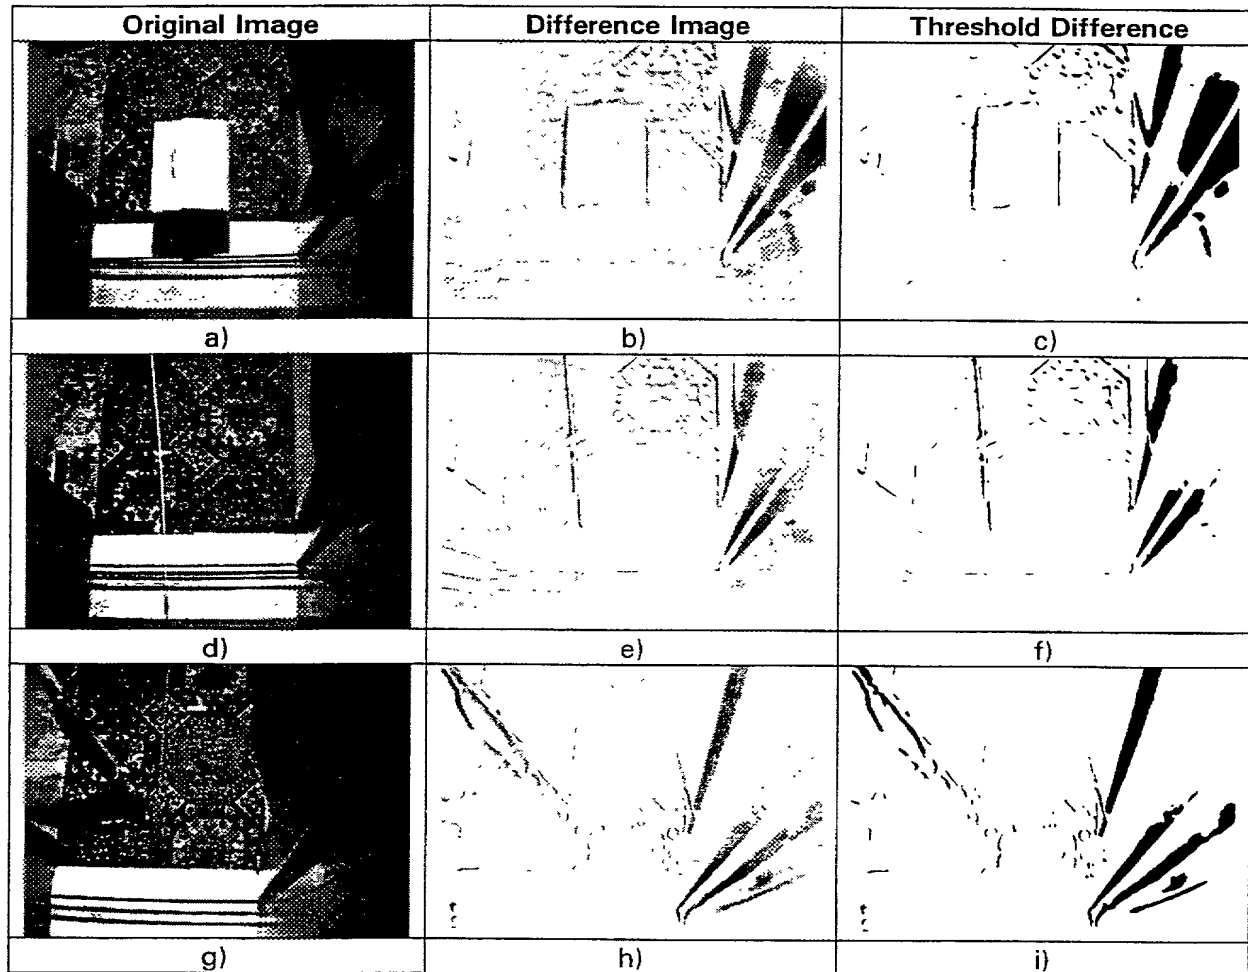 Original Image Difference Image Threshold Difference
a) b) c)
d) e) f)
g) h) i)